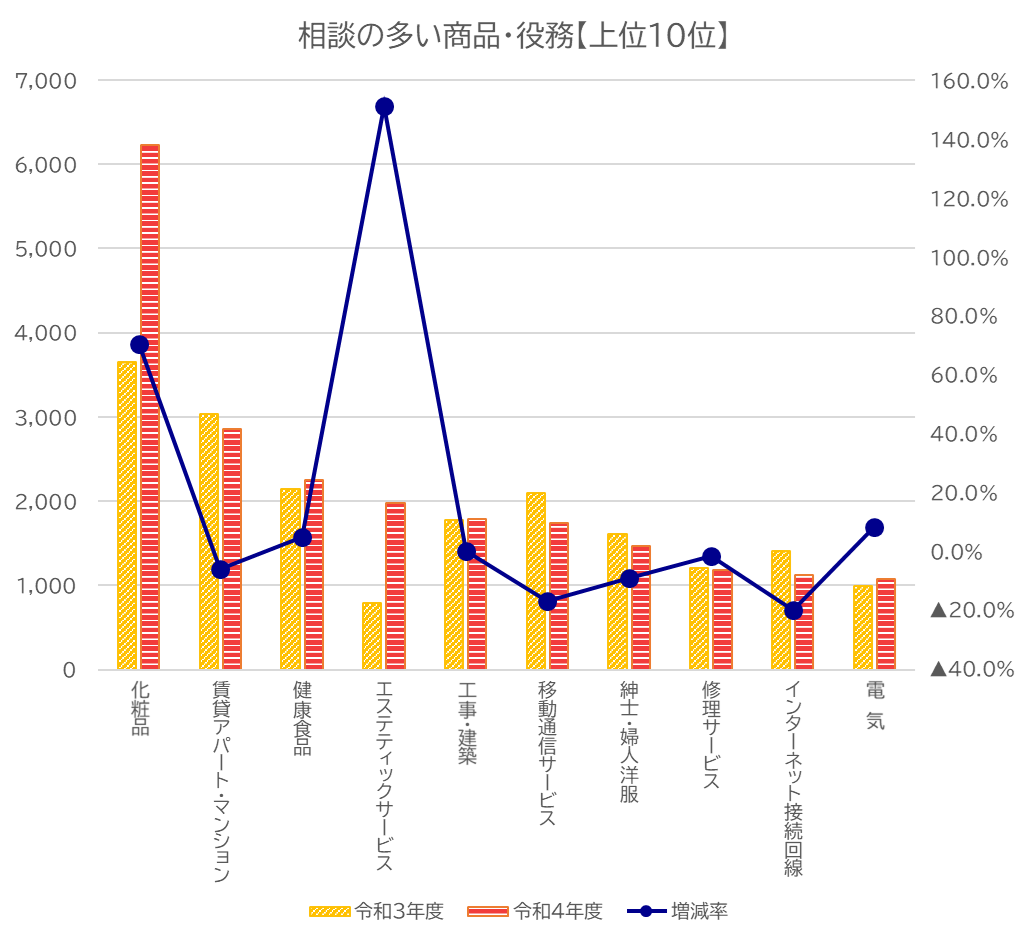 相談の多い商品・役務【上位10位】
7,000
6,000
5,000
4,000
3,000
2,000
1,000
0
160.0%
140.0%
120.0%
100.0%
80.0%
60.0%
40.0%
20.0%
0.0%
▲20.0%
▲40.0%
化粧品
賃貸アパート・マンション
健康食品
エステティックサービス
工事・建築
移動通信サービス
紳士・婦人洋服
修理サービス
インターネット接続回線
電　気
令和3年度
令和4年度
増減率